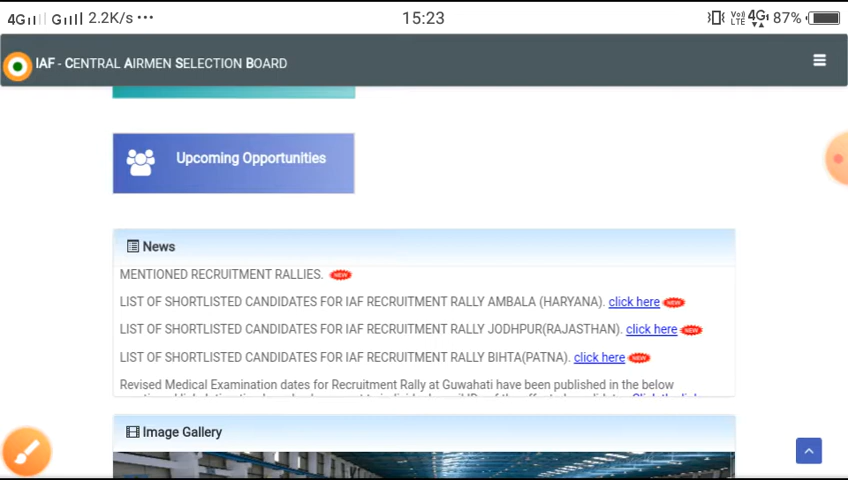 4G 2.2K/s ··· 15:23 VoLTE 4G 87%
IAF - CENTRAL AIRMEN SELECTION BOARD
Upcoming Opportunities
News
MENTIONED RECRUITMENT RALLIES. NEW
LIST OF SHORTLISTED CANDIDATES FOR IAF RECRUITMENT RALLY AMBALA (HARYANA). click here NEW
LIST OF SHORTLISTED CANDIDATES FOR IAF RECRUITMENT RALLY JODHPUR(RAJASTHAN). click here NEW
LIST OF SHORTLISTED CANDIDATES FOR IAF RECRUITMENT RALLY BIHTA(PATNA). click here NEW
Revised Medical Examination dates for Recruitment Rally at Guwahati have been published in the below
Image Gallery